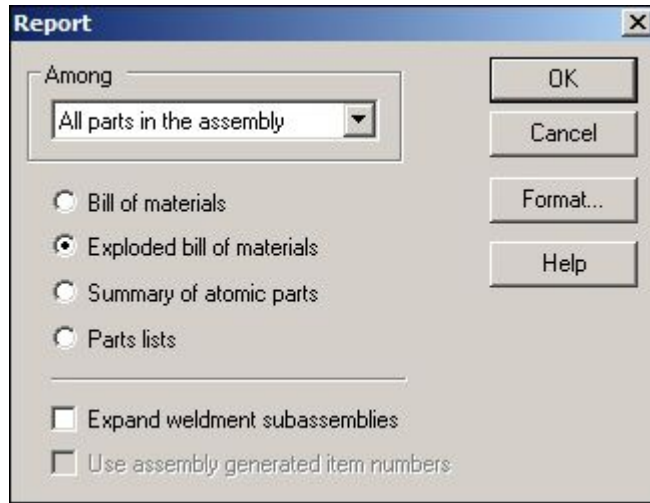 Report
Among
All parts in the assembly
OK
Cancel
Bill of materials
Format...
Exploded bill of materials
Help
Summary of atomic parts
Parts lists
Expand weldment subassemblies
Use assembly generated item numbers